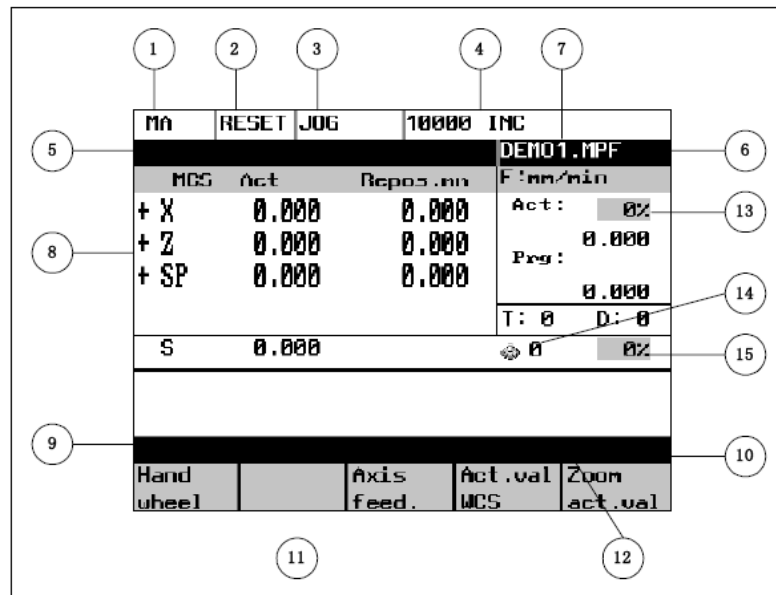 1 2 3 4 7
MA RESET JOG 10000 INC
5 DEMO1.MPF 6
MCS Act Repos.mn F:mm/min
+ X 0.000 0.000 Act: 0% 13
0.000
8 + Z 0.000 0.000 Prg:
+ SP 0.000 0.000 0.000 14
T: 0 D: 0
S 0.000 0 0% 15
9 10
Hand Axis Act.val Zoom
wheel feed. WCS act.val
11 12